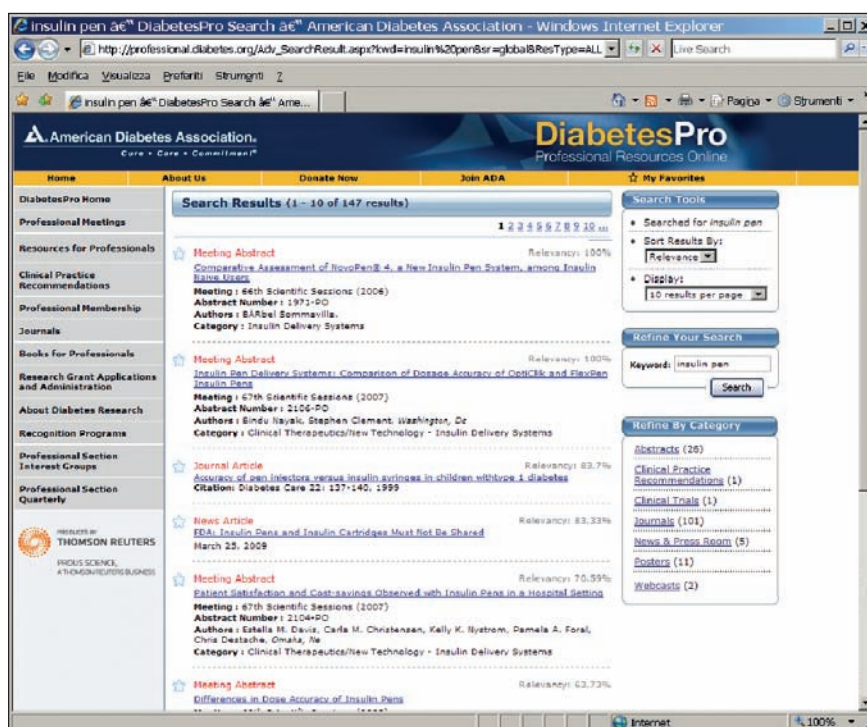 insulin pen â€" DiabetesPro Search â€" American Diabetes Association - Windows Internet Explorer
http://professional.diabetes.org/Adv_SearchResult.aspx?kwd=insulin%20pen&sr=global&ResType=ALL
Live Search
File Modifica Visualizza Preferiti Strumenti ?
insulin pen â€" DiabetesPro Search â€" Ame...
Pagina Strumenti
American Diabetes Association.
Cure • Care • Commitment®
DiabetesPro
Professional Resources Online
Home About Us Donate Now Join ADA My Favorites
DiabetesPro Home
Professional Meetings
Resources for Professionals
Clinical Practice
Recommendations
Professional Membership
Journals
Books for Professionals
Research Grant Applications
and Administration
About Diabetes Research
Recognition Programs
Professional Section
Interest Groups
Professional Section
Quarterly
PRODUCED BY
THOMSON REUTERS
PROUS SCIENCE,
A THOMSON REUTERS BUSINESS
Search Results (1 - 10 of 147 results)
1 2 3 4 5 6 7 8 9 10 ...
Meeting Abstract Relevancy: 100%
Comparative Assessment of NovoPen® 4, a New Insulin Pen System, among Insulin
Naive Users
Meeting : 66th Scientific Sessions (2006)
Abstract Number : 1971-PO
Authors : BÄRbel Sommavilla.
Category : Insulin Delivery Systems
Meeting Abstract Relevancy: 100%
Insulin Pen Delivery Systems: Comparison of Dosage Accuracy of OptiClik and FlexPen
Insulin Pens
Meeting : 67th Scientific Sessions (2007)
Abstract Number : 2106-PO
Authors : Bindu Nayak, Stephen Clement, Washington, Dc
Category : Clinical Therapeutics/New Technology - Insulin Delivery Systems
Journal Article Relevancy: 83.7%
Accuracy of pen injectors versus insulin syringes in children withtype 1 diabetes
Citation: Diabetes Care 22: 137-140, 1999
News Article Relevancy: 83.33%
FDA: Insulin Pens and Insulin Cartridges Must Not Be Shared
March 25, 2009
Meeting Abstract Relevancy: 70.59%
Patient Satisfaction and Cost-savings Observed with Insulin Pens in a Hospital Setting
Meeting : 67th Scientific Sessions (2007)
Abstract Number : 2104-PO
Authors : Estella M. Davis, Carla M. Christensen, Kelly K. Nystrom, Pamela A. Foral,
Chris Destache, Omaha, Ne
Category : Clinical Therapeutics/New Technology - Insulin Delivery Systems
Meeting Abstract Relevancy: 63.73%
Differences in Dose Accuracy of Insulin Pens
Search Tools
Searched for insulin pen
Sort Results By:
Relevance
Display:
10 results per page
Refine Your Search
Keyword: insulin pen
Search
Refine By Category
Abstracts (26)
Clinical Practice
Recommendations (1)
Clinical Trials (1)
Journals (101)
News & Press Room (5)
Posters (11)
Webcasts (2)
Internet 100%